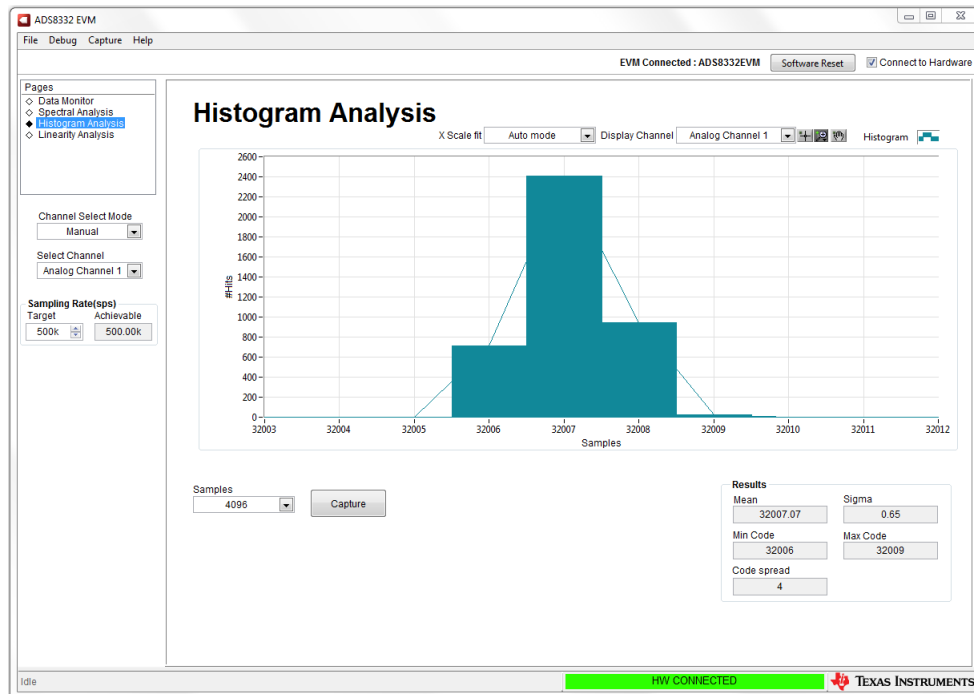 ADS8332 EVM
File Debug Capture Help
EVM Connected : ADS8332EVM Software Reset Connect to Hardware
Pages
Data Monitor
Spectral Analysis
Histogram Analysis
Linearity Analysis
Channel Select Mode
Manual
Select Channel
Analog Channel 1
Sampling Rate(sps)
Target Achievable
500k 500.00k
Histogram Analysis
X Scale fit Auto mode Display Channel Analog Channel 1 Histogram
2600
2400
2200
2000
1800
1600
1400
1200
1000
800
600
400
200
0
#Hits
32003 32004 32005 32006 32007 32008 32009 32010 32011 32012
Samples
Samples
4096 Capture
Results
Mean Sigma
32007.07 0.65
Min Code Max Code
32006 32009
Code spread
4
Idle HW CONNECTED TEXAS INSTRUMENTS